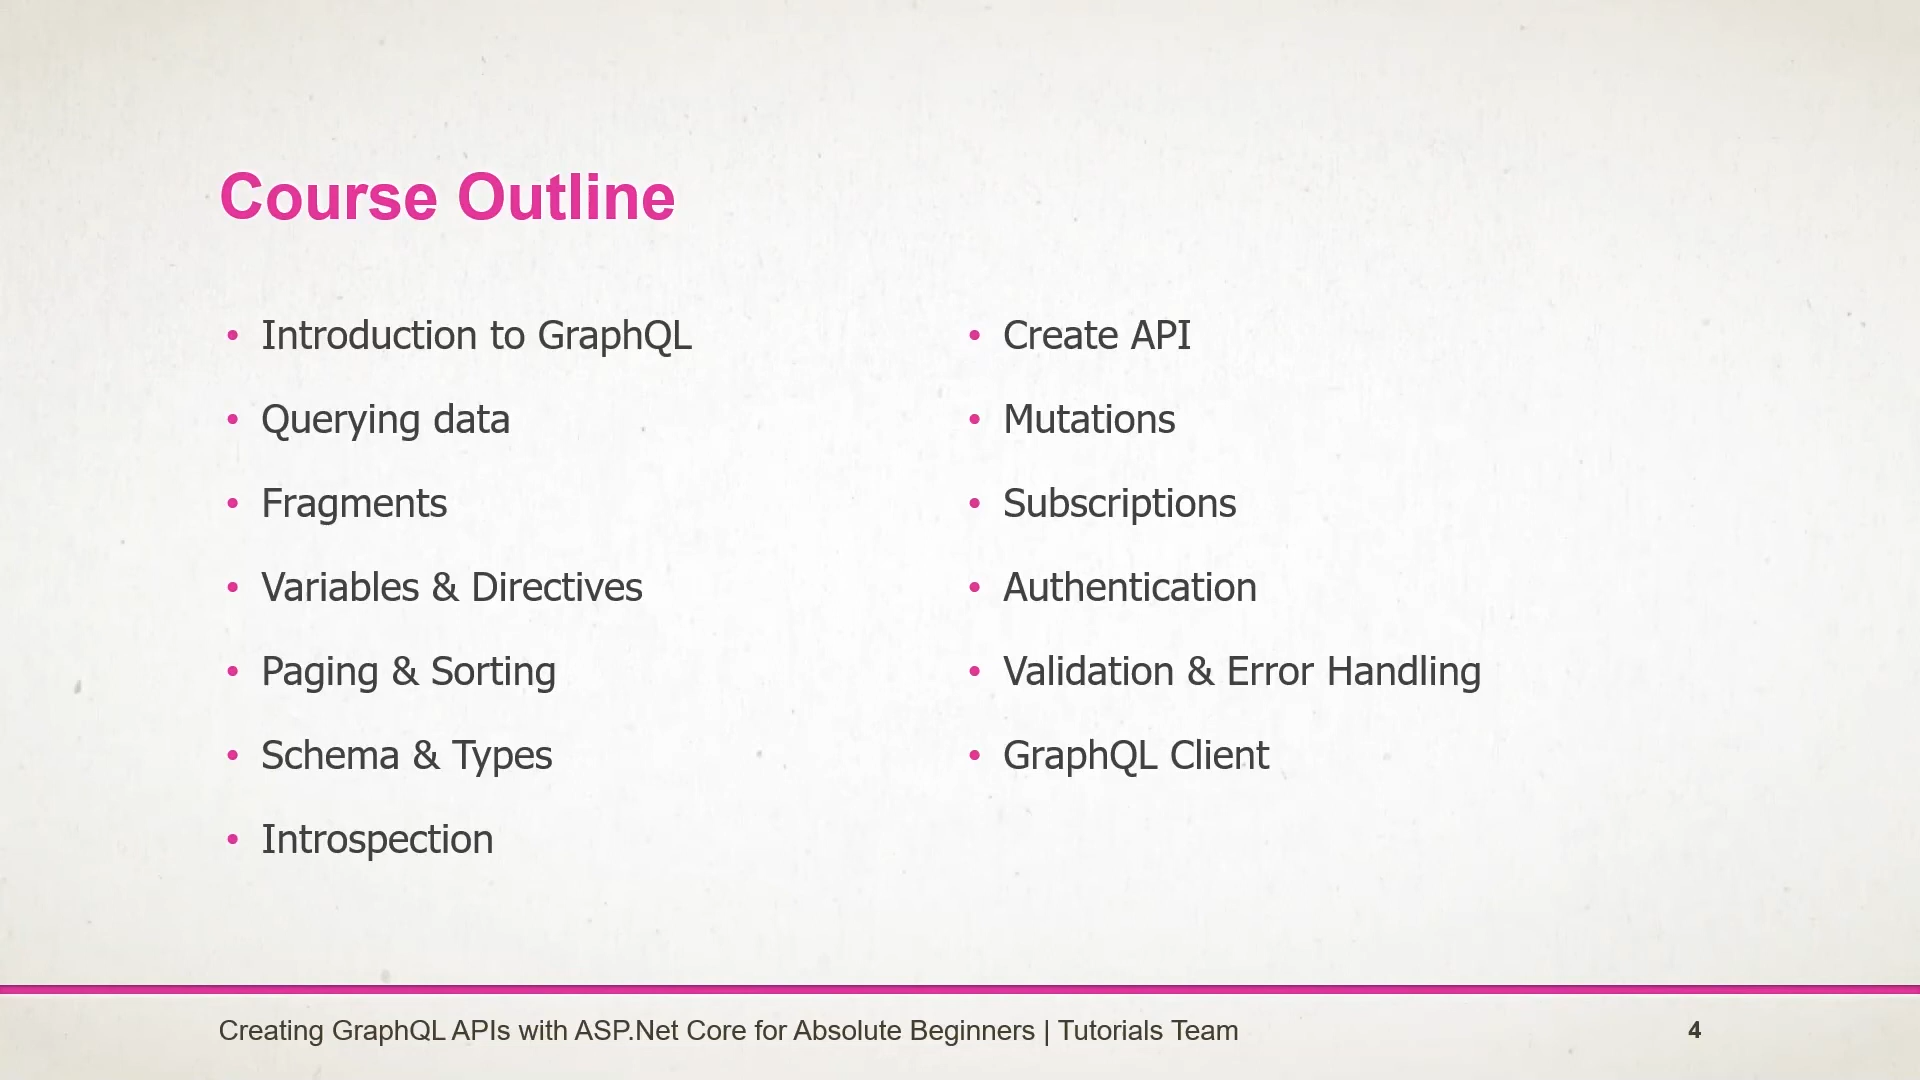 Course Outline
• Introduction to GraphQL
• Querying data
• Fragments
• Variables & Directives
• Paging & Sorting
• Schema & Types
• Introspection
• Create API
• Mutations
• Subscriptions
• Authentication
• Validation & Error Handling
• GraphQL Client
Creating GraphQL APIs with ASP.Net Core for Absolute Beginners | Tutorials Team
4